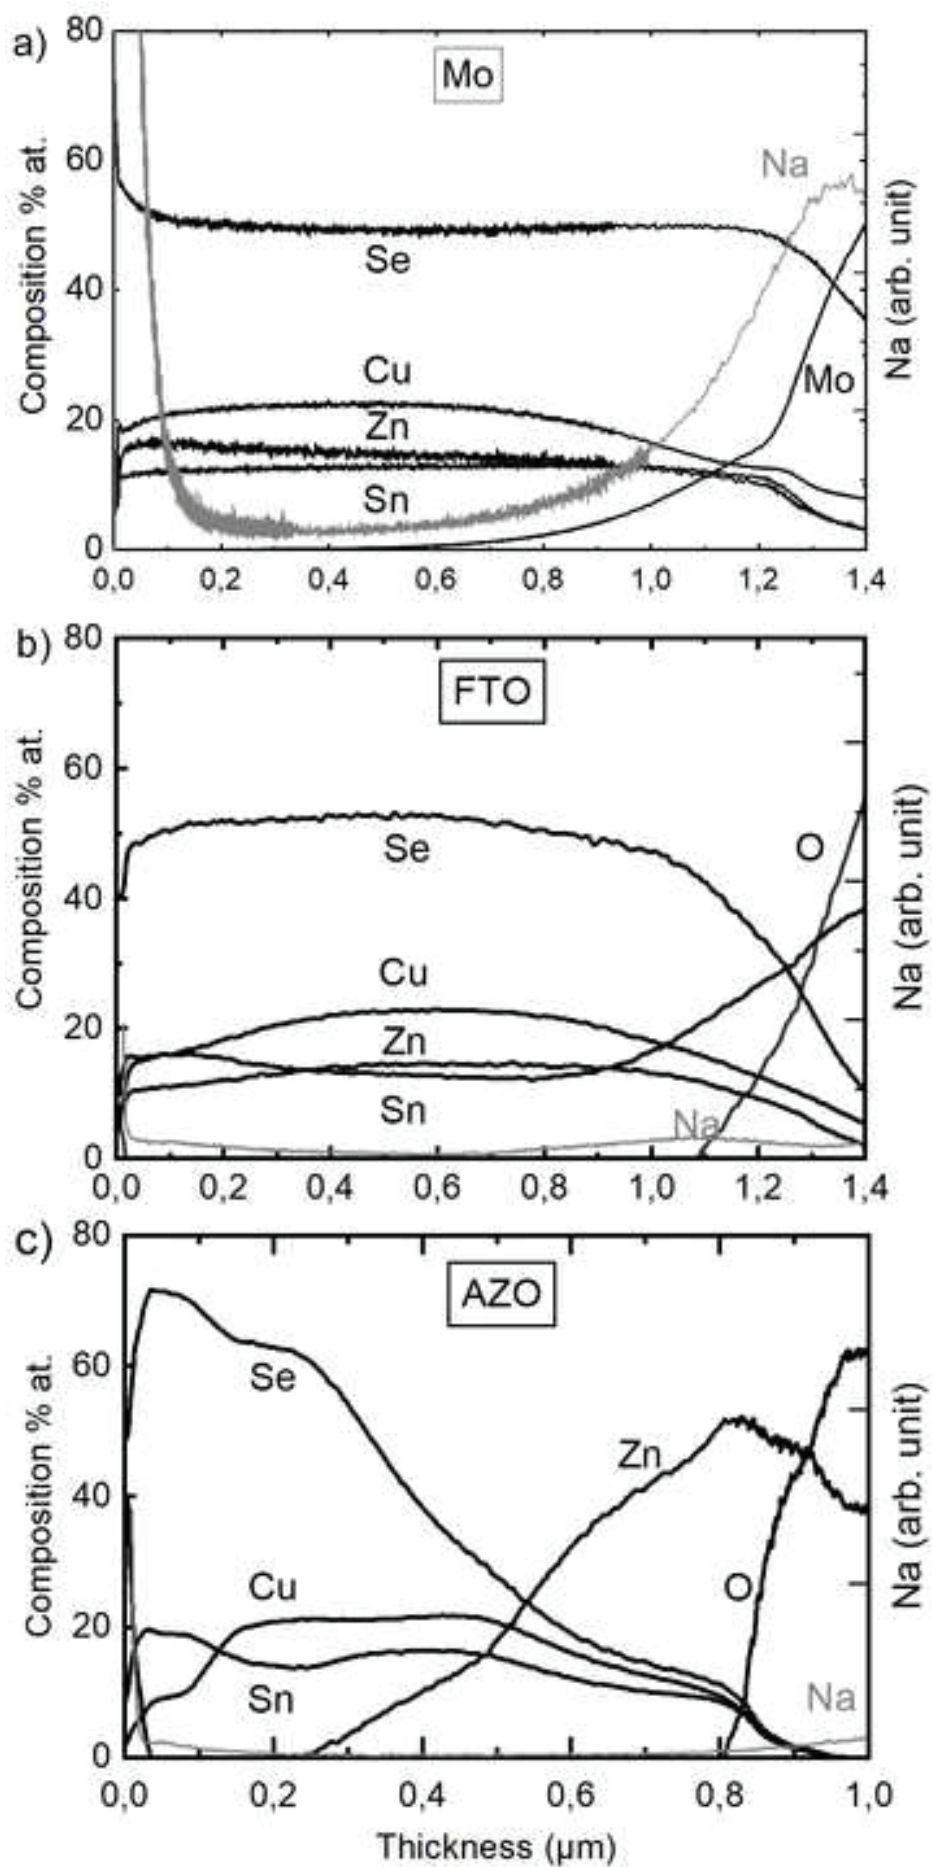 a)
80
60
40
20
0
Composition % at.
Mo
Na
Se
Cu
Zn
Sn
Mo
Na (arb. unit)
0,0 0,2 0,4 0,6 0,8 1,0 1,2 1,4
b)
80
60
40
20
0
Composition % at.
FTO
Se
O
Cu
Zn
Sn
Na
Na (arb. unit)
0,0 0,2 0,4 0,6 0,8 1,0 1,2 1,4
c)
80
60
40
20
0
Composition % at.
AZO
Se
Zn
Cu
O
Sn
Na
Na (arb. unit)
0,0 0,2 0,4 0,6 0,8 1,0
Thickness (µm)